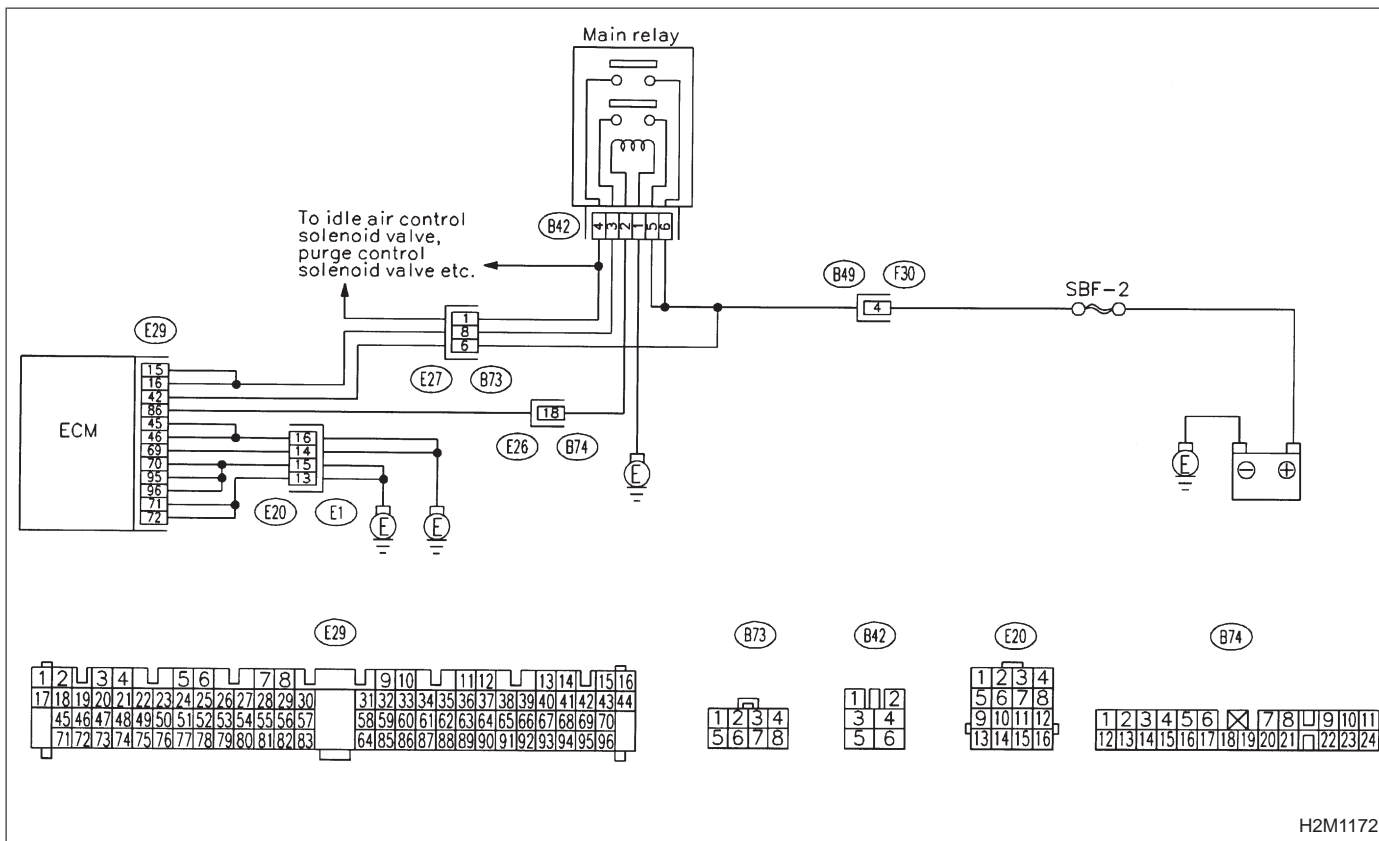 Main relay
B42
4 3 2 1 5 6
To idle air control
solenoid valve,
purge control
solenoid valve etc.
B49 F30
4
SBF-2
E29
1
8
6
E27 B73
ECM
15
16
42
86
45
46
69
70
95
96
71
72
18
E26 B74
16
14
15
13
E20 E1
E
E
E
E
⊖ ⊕
E29
1 2 3 4 5 6 7 8 9 10 11 12 13 14 15 16
17 18 19 20 21 22 23 24 25 26 27 28 29 30 31 32 33 34 35 36 37 38 39 40 41 42 43 44
45 46 47 48 49 50 51 52 53 54 55 56 57 58 59 60 61 62 63 64 65 66 67 68 69 70
71 72 73 74 75 76 77 78 79 80 81 82 83 64 85 86 87 88 89 90 91 92 93 94 95 96
B73
1 2 3 4
5 6 7 8
B42
1 2
3 4
5 6
E20
1 2 3 4
5 6 7 8
9 10 11 12
13 14 15 16
B74
1 2 3 4 5 6 7 8 9 10 11
12 13 14 15 16 17 18 19 20 21 22 23 24
H2M1172